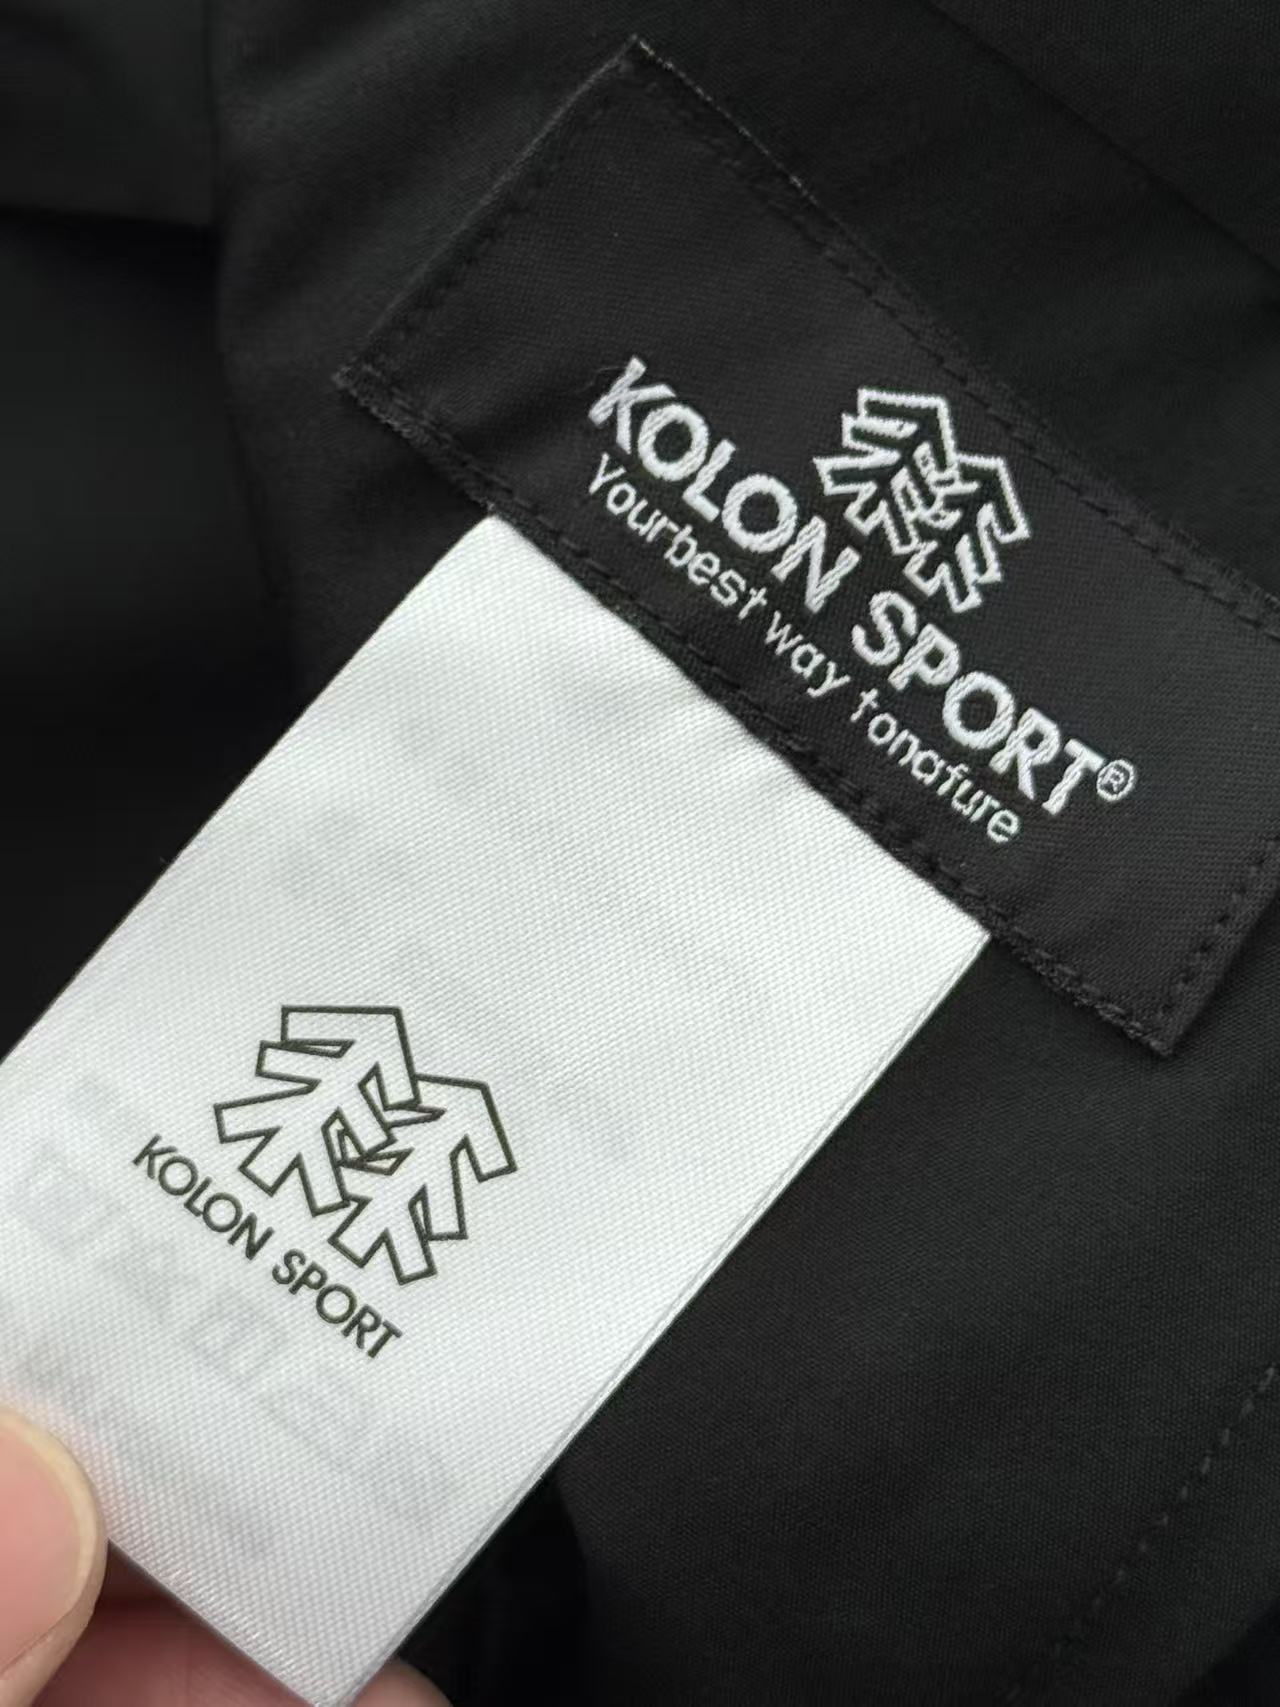 KOLON SPORT®
Yourbest way tonafure
KOLON SPORT